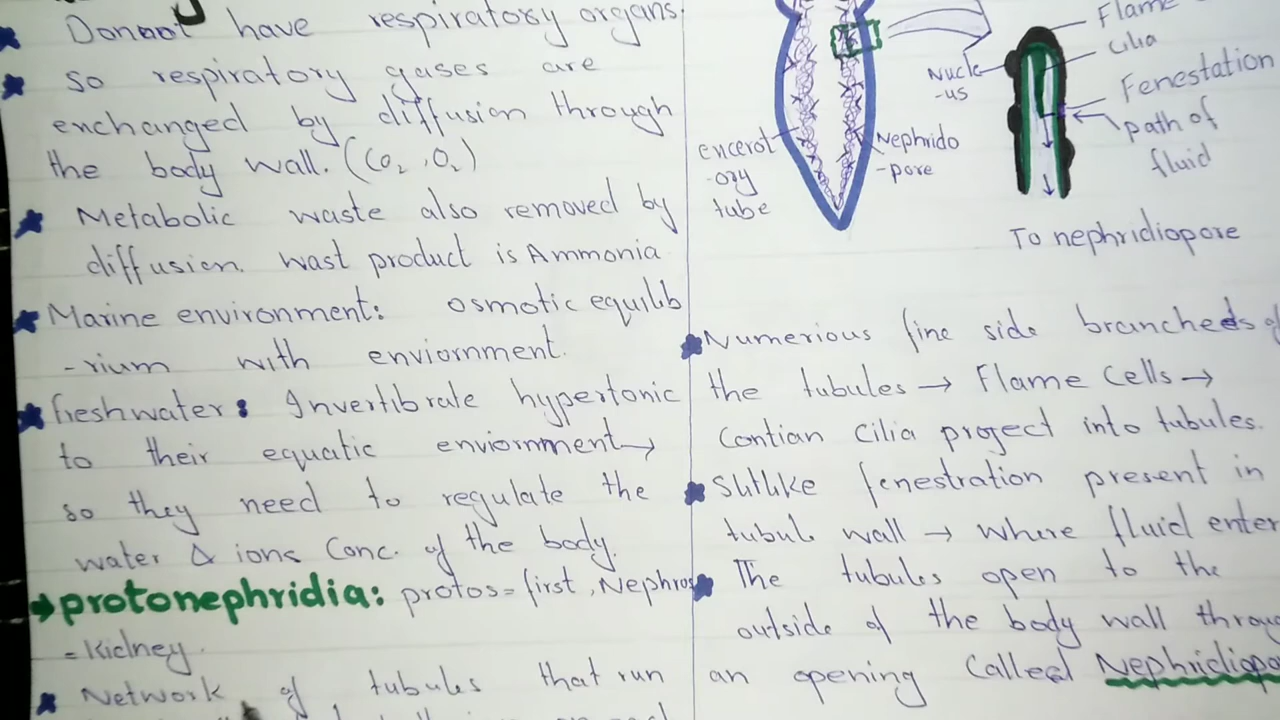 Donot have respiratory organs
So respiratory gases are
exchanged by diffusion through
the body wall. (Co2, O2)
Metabolic waste also removed by
diffusion. wast product is Ammonia
Marine environment: osmotic equilib
-rium with enviornment.
freshwater: Invertibrate hypertonic
to their equatic enviornment→
so they need to regulate the
water & ions Conc. of the body.
→protonephridia: protos=first, Nephros
=Kidney.
Network of tubules that run
encerot
-ory
tube
Nephrido
-pore
Nucle
-us
Flame
Cilia
Fenestation
path of
fluid
To nephridiopore
Numerious fine side brancheds of
the tubules → Flame Cells →
Contian Cilia project into tubules.
Slitlike fenestration present in
tubule wall → where fluid enter
The tubules open to the
outside of the body wall throu
an opening Called Nephridiopo